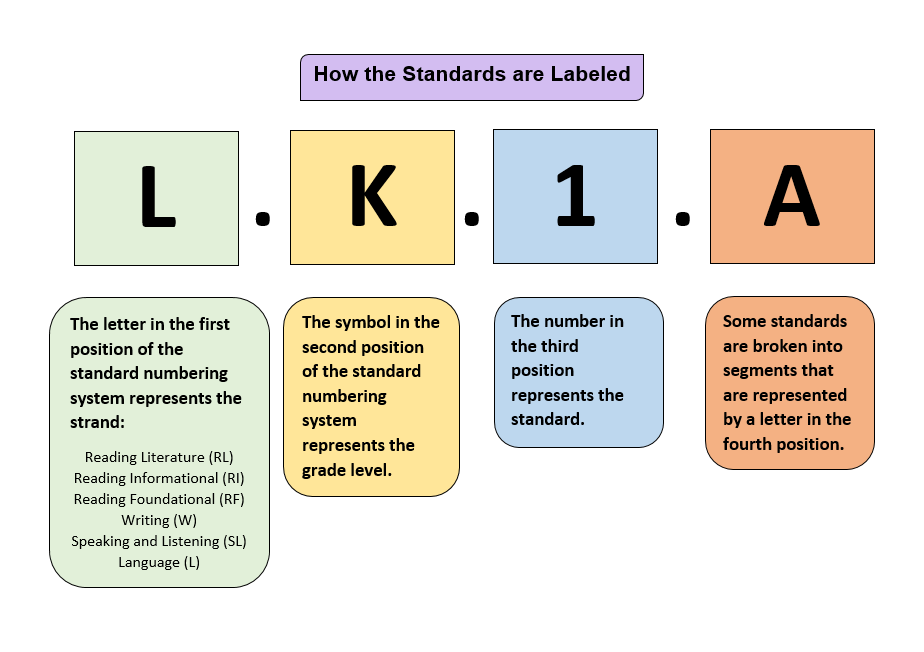 How the Standards are Labeled
L . K . 1 . A
The letter in the first
position of the
standard numbering
system represents the
strand:
Reading Literature (RL)
Reading Informational (RI)
Reading Foundational (RF)
Writing (W)
Speaking and Listening (SL)
Language (L)
The symbol in the
second position
of the standard
numbering
system
represents the
grade level.
The number in
the third
position
represents the
standard.
Some standards
are broken into
segments that
are represented
by a letter in the
fourth position.